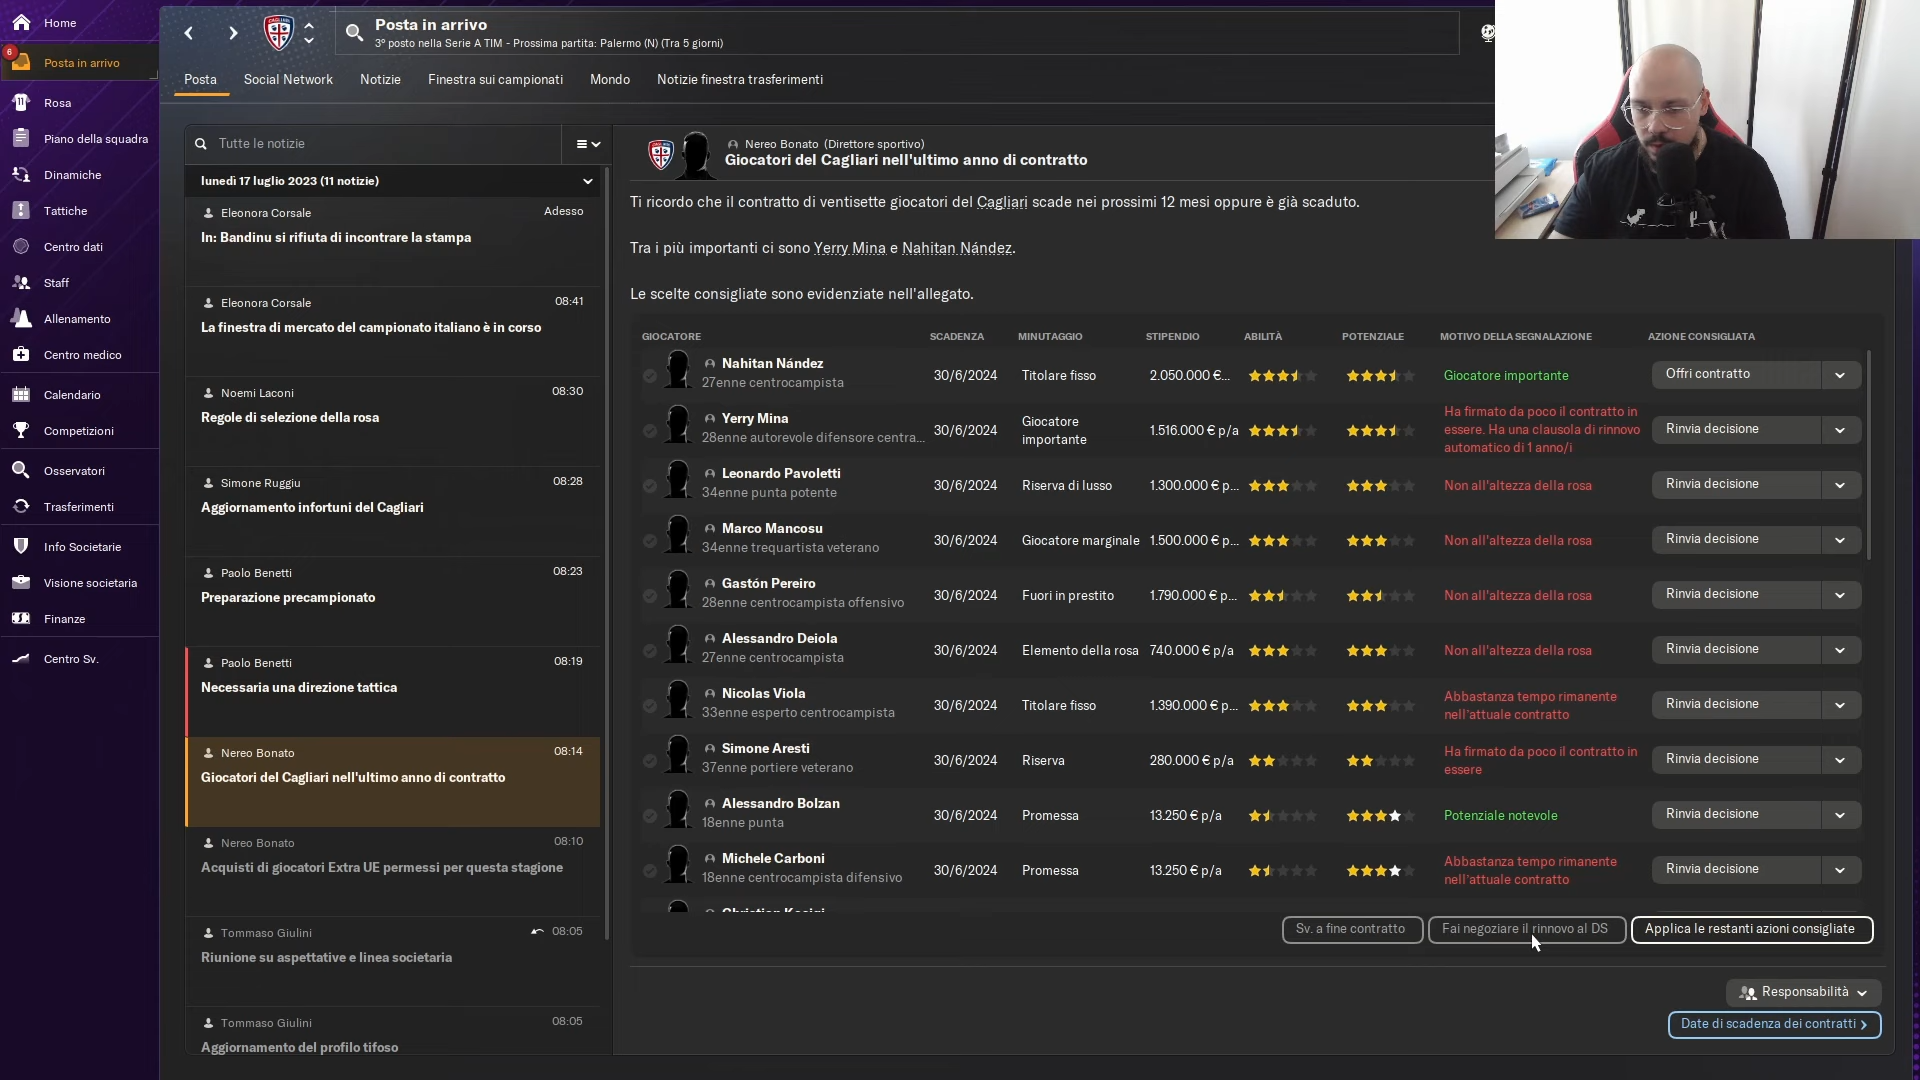 Home
6
Posta in arrivo
Rosa
Piano della squadra
Dinamiche
Tattiche
Centro dati
Staff
Allenamento
Centro medico
Calendario
Competizioni
Osservatori
Trasferimenti
Info Societarie
Visione societaria
Finanze
Centro Sv.
Posta in arrivo
3º posto nella Serie A TIM - Prossima partita: Palermo (N) (Tra 5 giorni)
Posta Social Network Notizie Finestra sui campionati Mondo Notizie finestra trasferimenti
Tutte le notizie
lunedì 17 luglio 2023 (11 notizie)
Eleonora Corsale Adesso
In: Bandinu si rifiuta di incontrare la stampa
Eleonora Corsale 08:41
La finestra di mercato del campionato italiano è in corso
Noemi Laconi 08:30
Regole di selezione della rosa
Simone Ruggiu 08:28
Aggiornamento infortuni del Cagliari
Paolo Benetti 08:23
Preparazione precampionato
Paolo Benetti 08:19
Necessaria una direzione tattica
Nereo Bonato 08:14
Giocatori del Cagliari nell'ultimo anno di contratto
Nereo Bonato 08:10
Acquisti di giocatori Extra UE permessi per questa stagione
Tommaso Giulini 08:05
Riunione su aspettative e linea societaria
Tommaso Giulini 08:05
Aggiornamento del profilo tifoso
Nereo Bonato (Direttore sportivo)
Giocatori del Cagliari nell'ultimo anno di contratto
Ti ricordo che il contratto di ventisette giocatori del Cagliari scade nei prossimi 12 mesi oppure è già scaduto.
Tra i più importanti ci sono Yerry Mina e Nahitan Nández.
Le scelte consigliate sono evidenziate nell'allegato.
GIOCATORE SCADENZA MINUTAGGIO STIPENDIO ABILITÀ POTENZIALE MOTIVO DELLA SEGNALAZIONE AZIONE CONSIGLIATA
Nahitan Nández
27enne centrocampista 30/6/2024 Titolare fisso 2.050.000 €... Giocatore importante Offri contratto
Yerry Mina
28enne autorevole difensore centra... 30/6/2024 Giocatore importante 1.516.000 € p/a Ha firmato da poco il contratto in essere. Ha una clausola di rinnovo automatico di 1 anno/i Rinvia decisione
Leonardo Pavoletti
34enne punta potente 30/6/2024 Riserva di lusso 1.300.000 € p... Non all'altezza della rosa Rinvia decisione
Marco Mancosu
34enne trequartista veterano 30/6/2024 Giocatore marginale 1.500.000 € p... Non all'altezza della rosa Rinvia decisione
Gastón Pereiro
28enne centrocampista offensivo 30/6/2024 Fuori in prestito 1.790.000 € p... Non all'altezza della rosa Rinvia decisione
Alessandro Deiola
27enne centrocampista 30/6/2024 Elemento della rosa 740.000 € p/a Non all'altezza della rosa Rinvia decisione
Nicolas Viola
33enne esperto centrocampista 30/6/2024 Titolare fisso 1.390.000 € p... Abbastanza tempo rimanente nell'attuale contratto Rinvia decisione
Simone Aresti
37enne portiere veterano 30/6/2024 Riserva 280.000 € p/a Ha firmato da poco il contratto in essere Rinvia decisione
Alessandro Bolzan
18enne punta 30/6/2024 Promessa 13.250 € p/a Potenziale notevole Rinvia decisione
Michele Carboni
18enne centrocampista difensivo 30/6/2024 Promessa 13.250 € p/a Abbastanza tempo rimanente nell'attuale contratto Rinvia decisione
Sv. a fine contratto Fai negoziare il rinnovo al DS Applica le restanti azioni consigliate
Responsabilità
Date di scadenza dei contratti